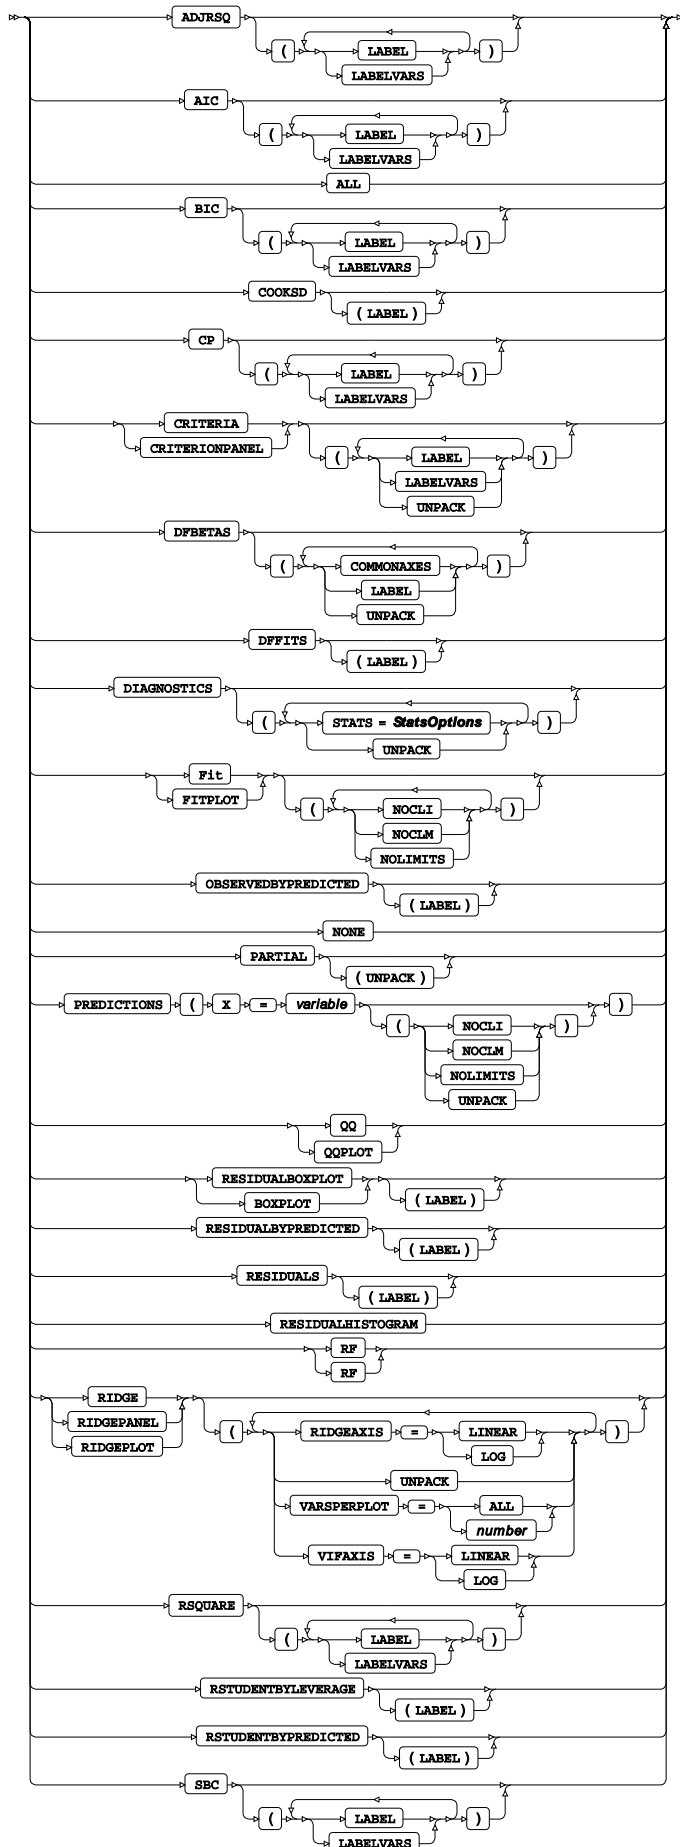 ADJRSQ
( LABEL )
LABELVARS
AIC
( LABEL )
LABELVARS
ALL
BIC
( LABEL )
LABELVARS
COOKSD
( LABEL )
CP
( LABEL )
LABELVARS
CRITERIA
CRITERIONPANEL
( LABEL )
LABELVARS
UNPACK
DFBETAS
( COMMONAXES )
LABEL
UNPACK
DFFITS
( LABEL )
DIAGNOSTICS
( STATS = StatsOptions )
UNPACK
Fit
FITPLOT
( NOCLI )
NOCLM
NOLIMITS
OBSERVEDBYPREDICTED
( LABEL )
NONE
PARTIAL
( UNPACK )
PREDICTIONS ( X = variable )
( NOCLI )
NOCLM
NOLIMITS
UNPACK
QQ
QQPLOT
RESIDUALBOXPLOT
BOXPLOT
( LABEL )
RESIDUALBYPREDICTED
( LABEL )
RESIDUALS
( LABEL )
RESIDUALHISTOGRAM
RF
RF
RIDGE
RIDGEPANEL
RIDGEPLOT
( RIDGEAXIS = LINEAR )
LOG
UNPACK
VARSPERPLOT = ALL
number
VIFAXIS = LINEAR
LOG
RSQUARE
( LABEL )
LABELVARS
RSTUDENTBYLEVERAGE
( LABEL )
RSTUDENTBYPREDICTED
( LABEL )
SBC
( LABEL )
LABELVARS